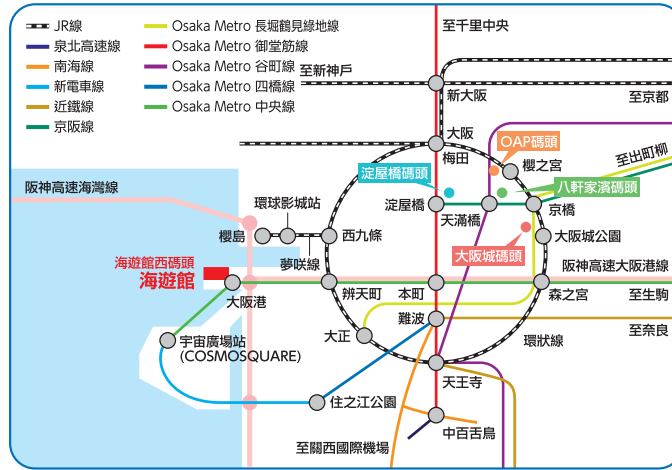 JR線
泉北高速線
南海線
新電車線
近鐵線
京阪線
Osaka Metro 長堀鶴見綠地線
Osaka Metro 御堂筋線
Osaka Metro 谷町線
Osaka Metro 四橋線
Osaka Metro 中央線
至千里中央
至新神戶
新大阪
至京都
大阪
梅田
OAP碼頭
櫻之宮
至出町柳
淀屋橋碼頭
八軒家濱碼頭
阪神高速海灣線
環球影城站
淀屋橋
天滿橋
京橋
櫻島
西九條
大阪城公園
夢咲線
大阪城碼頭
海遊館西碼頭
海遊館
阪神高速大阪港線
大阪港
辨天町
本町
森之宮
至生駒
難波
至奈良
大正
宇宙廣場站
(COSMOSQUARE)
環狀線
天王寺
住之江公園
中百舌鳥
至關西國際機場